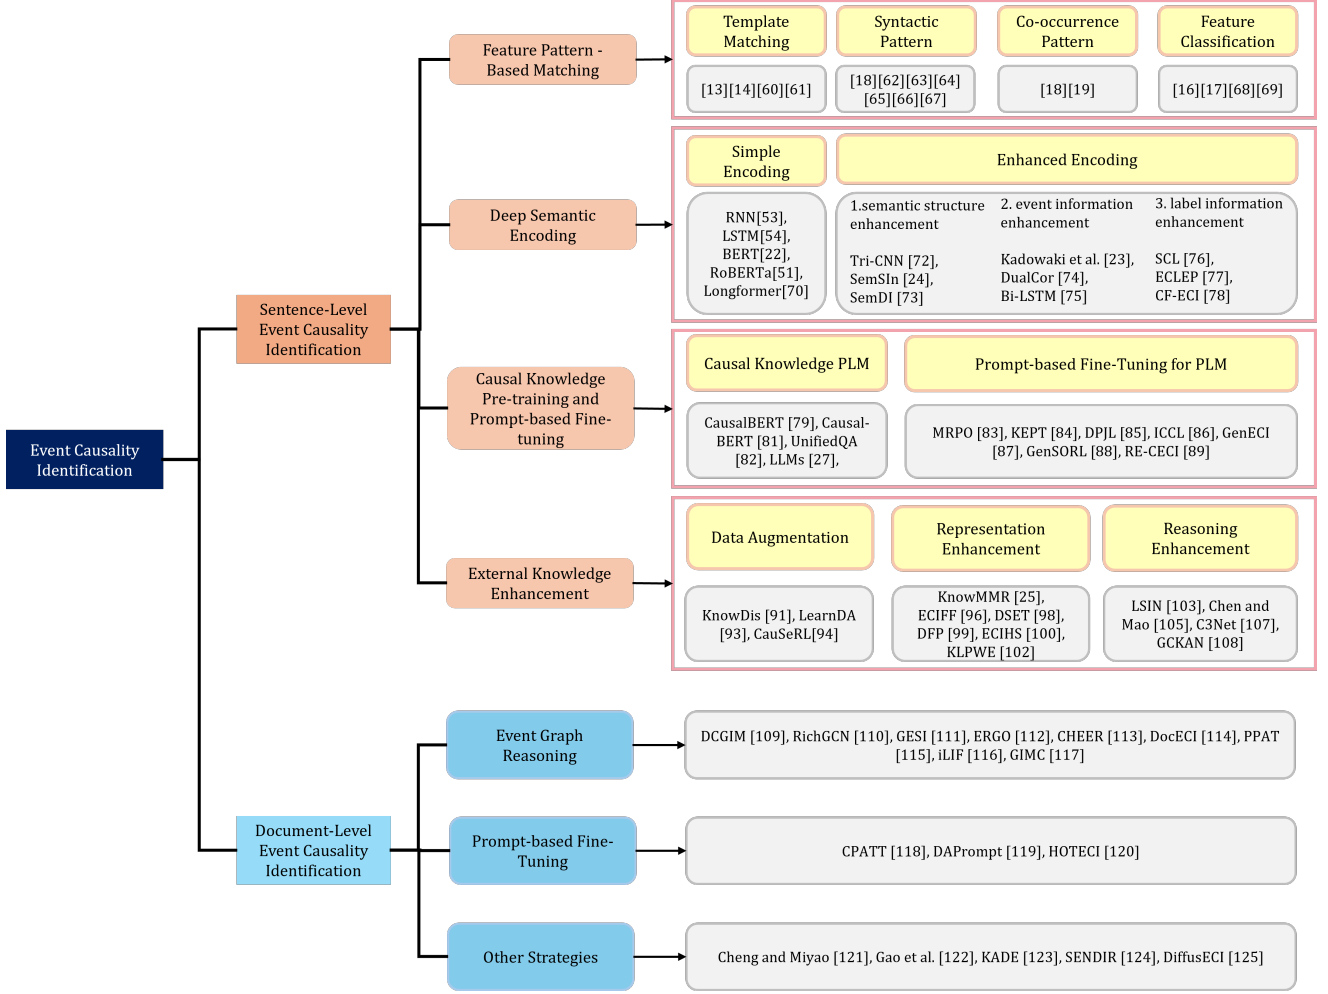 Event Causality
Identification
Sentence-Level
Event Causality
Identification
Feature Pattern -
Based Matching
Template
Matching
[13][14][60][61]
Syntactic
Pattern
[18][62][63][64]
[65][66][67]
Co-occurrence
Pattern
[18][19]
Feature
Classification
[16][17][68][69]
Deep Semantic
Encoding
Simple
Encoding
RNN[53],
LSTM[54],
BERT[22],
RoBERTa[51],
Longformer[70]
Enhanced Encoding
1.semantic structure
enhancement
Tri-CNN [72],
SemSIn [24],
SemDI [73]
2. event information
enhancement
Kadowaki et al. [23],
DualCor [74],
Bi-LSTM [75]
3. label information
enhancement
SCL [76],
ECLEP [77],
CF-ECI [78]
Causal Knowledge
Pre-training and
Prompt-based Fine-
tuning
Causal Knowledge PLM
CausalBERT [79], Causal-
BERT [81], UnifiedQA
[82], LLMs [27],
Prompt-based Fine-Tuning for PLM
MRPO [83], KEPT [84], DPJL [85], ICCL [86], GenECI
[87], GenSORL [88], RE-CECI [89]
External Knowledge
Enhancement
Data Augmentation
KnowDis [91], LearnDA
[93], CauSeRL[94]
Representation
Enhancement
KnowMMR [25],
ECIFF [96], DSET [98],
DFP [99], ECIHS [100],
KLPWE [102]
Reasoning
Enhancement
LSIN [103], Chen and
Mao [105], C3Net [107],
GCKAN [108]
Document-Level
Event Causality
Identification
Event Graph
Reasoning
DCGIM [109], RichGCN [110], GESI [111], ERGO [112], CHEER [113], DocECI [114], PPAT
[115], iLIF [116], GIMC [117]
Prompt-based Fine-
Tuning
CPATT [118], DAPrompt [119], HOTECI [120]
Other Strategies
Cheng and Miyao [121], Gao et al. [122], KADE [123], SENDIR [124], DiffusECI [125]